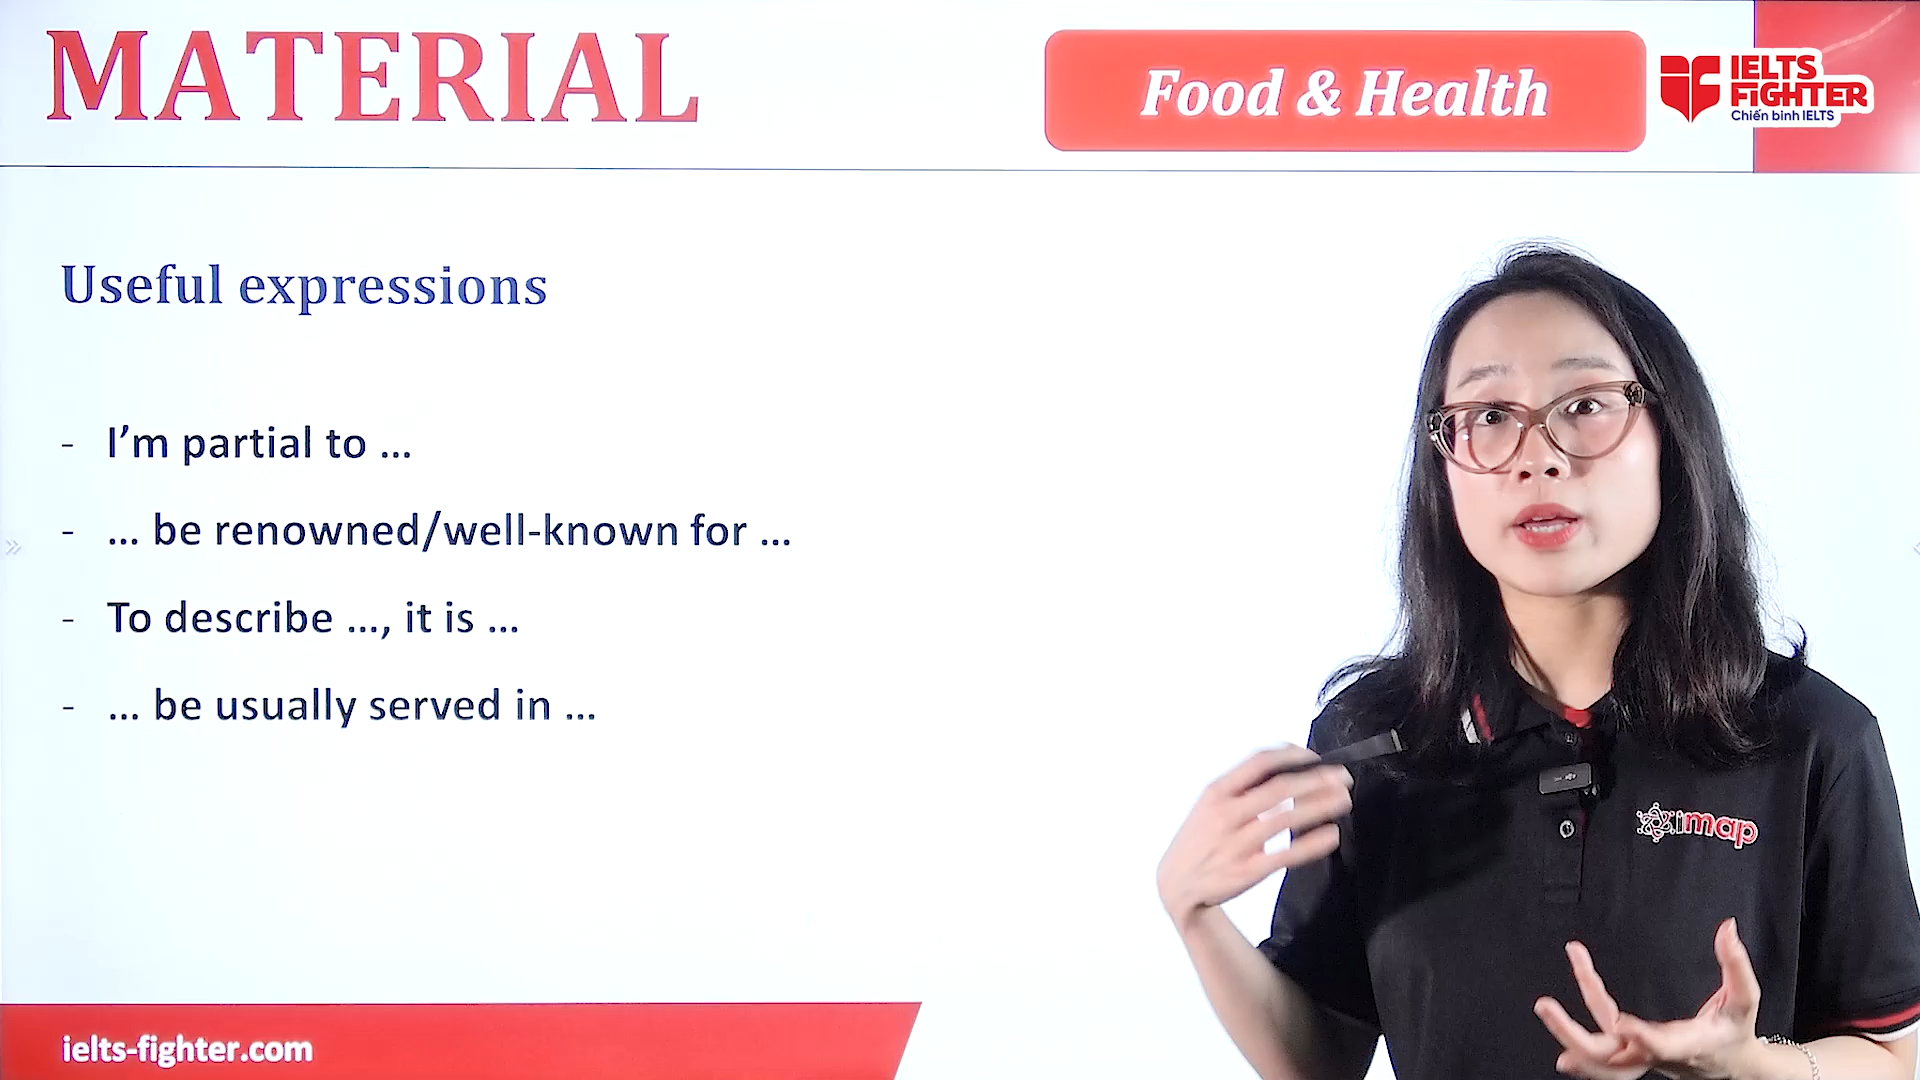 MATERIAL
Food & Health
IELTS
FIGHTER
Chiến binh IELTS
Useful expressions
- I'm partial to ...
- ... be renowned/well-known for ...
- To describe ..., it is ...
- ... be usually served in ...
imap
ielts-fighter.com